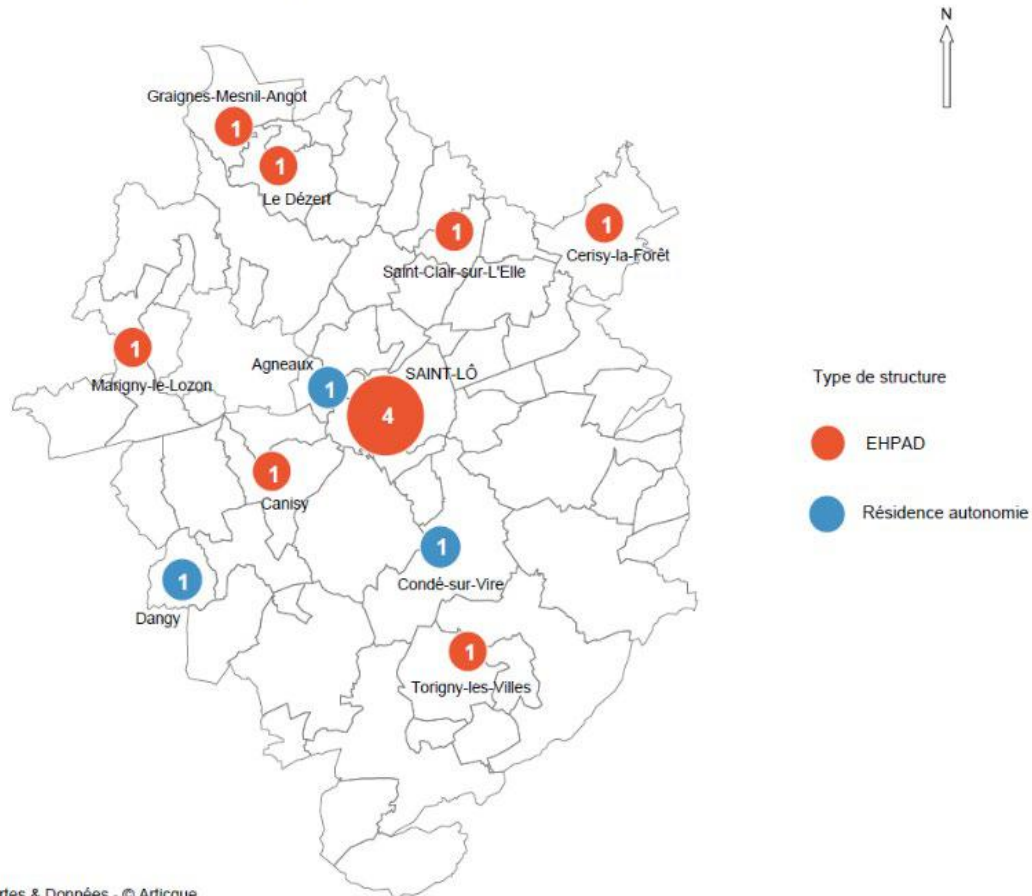 N
Graignes-Mesnil-Angot
1
1
Le Dézert
1
Saint-Clair-sur-L'Elle
1
Cerisy-la-Forêt
1
Marigny-le-Lozon
Agneaux
1
SAINT-LÔ
4
Type de structure
EHPAD
1
Canisy
Résidence autonomie
1
Condé-sur-Vire
1
Dangy
1
Torigny-les-Villes
& Données - © Articque